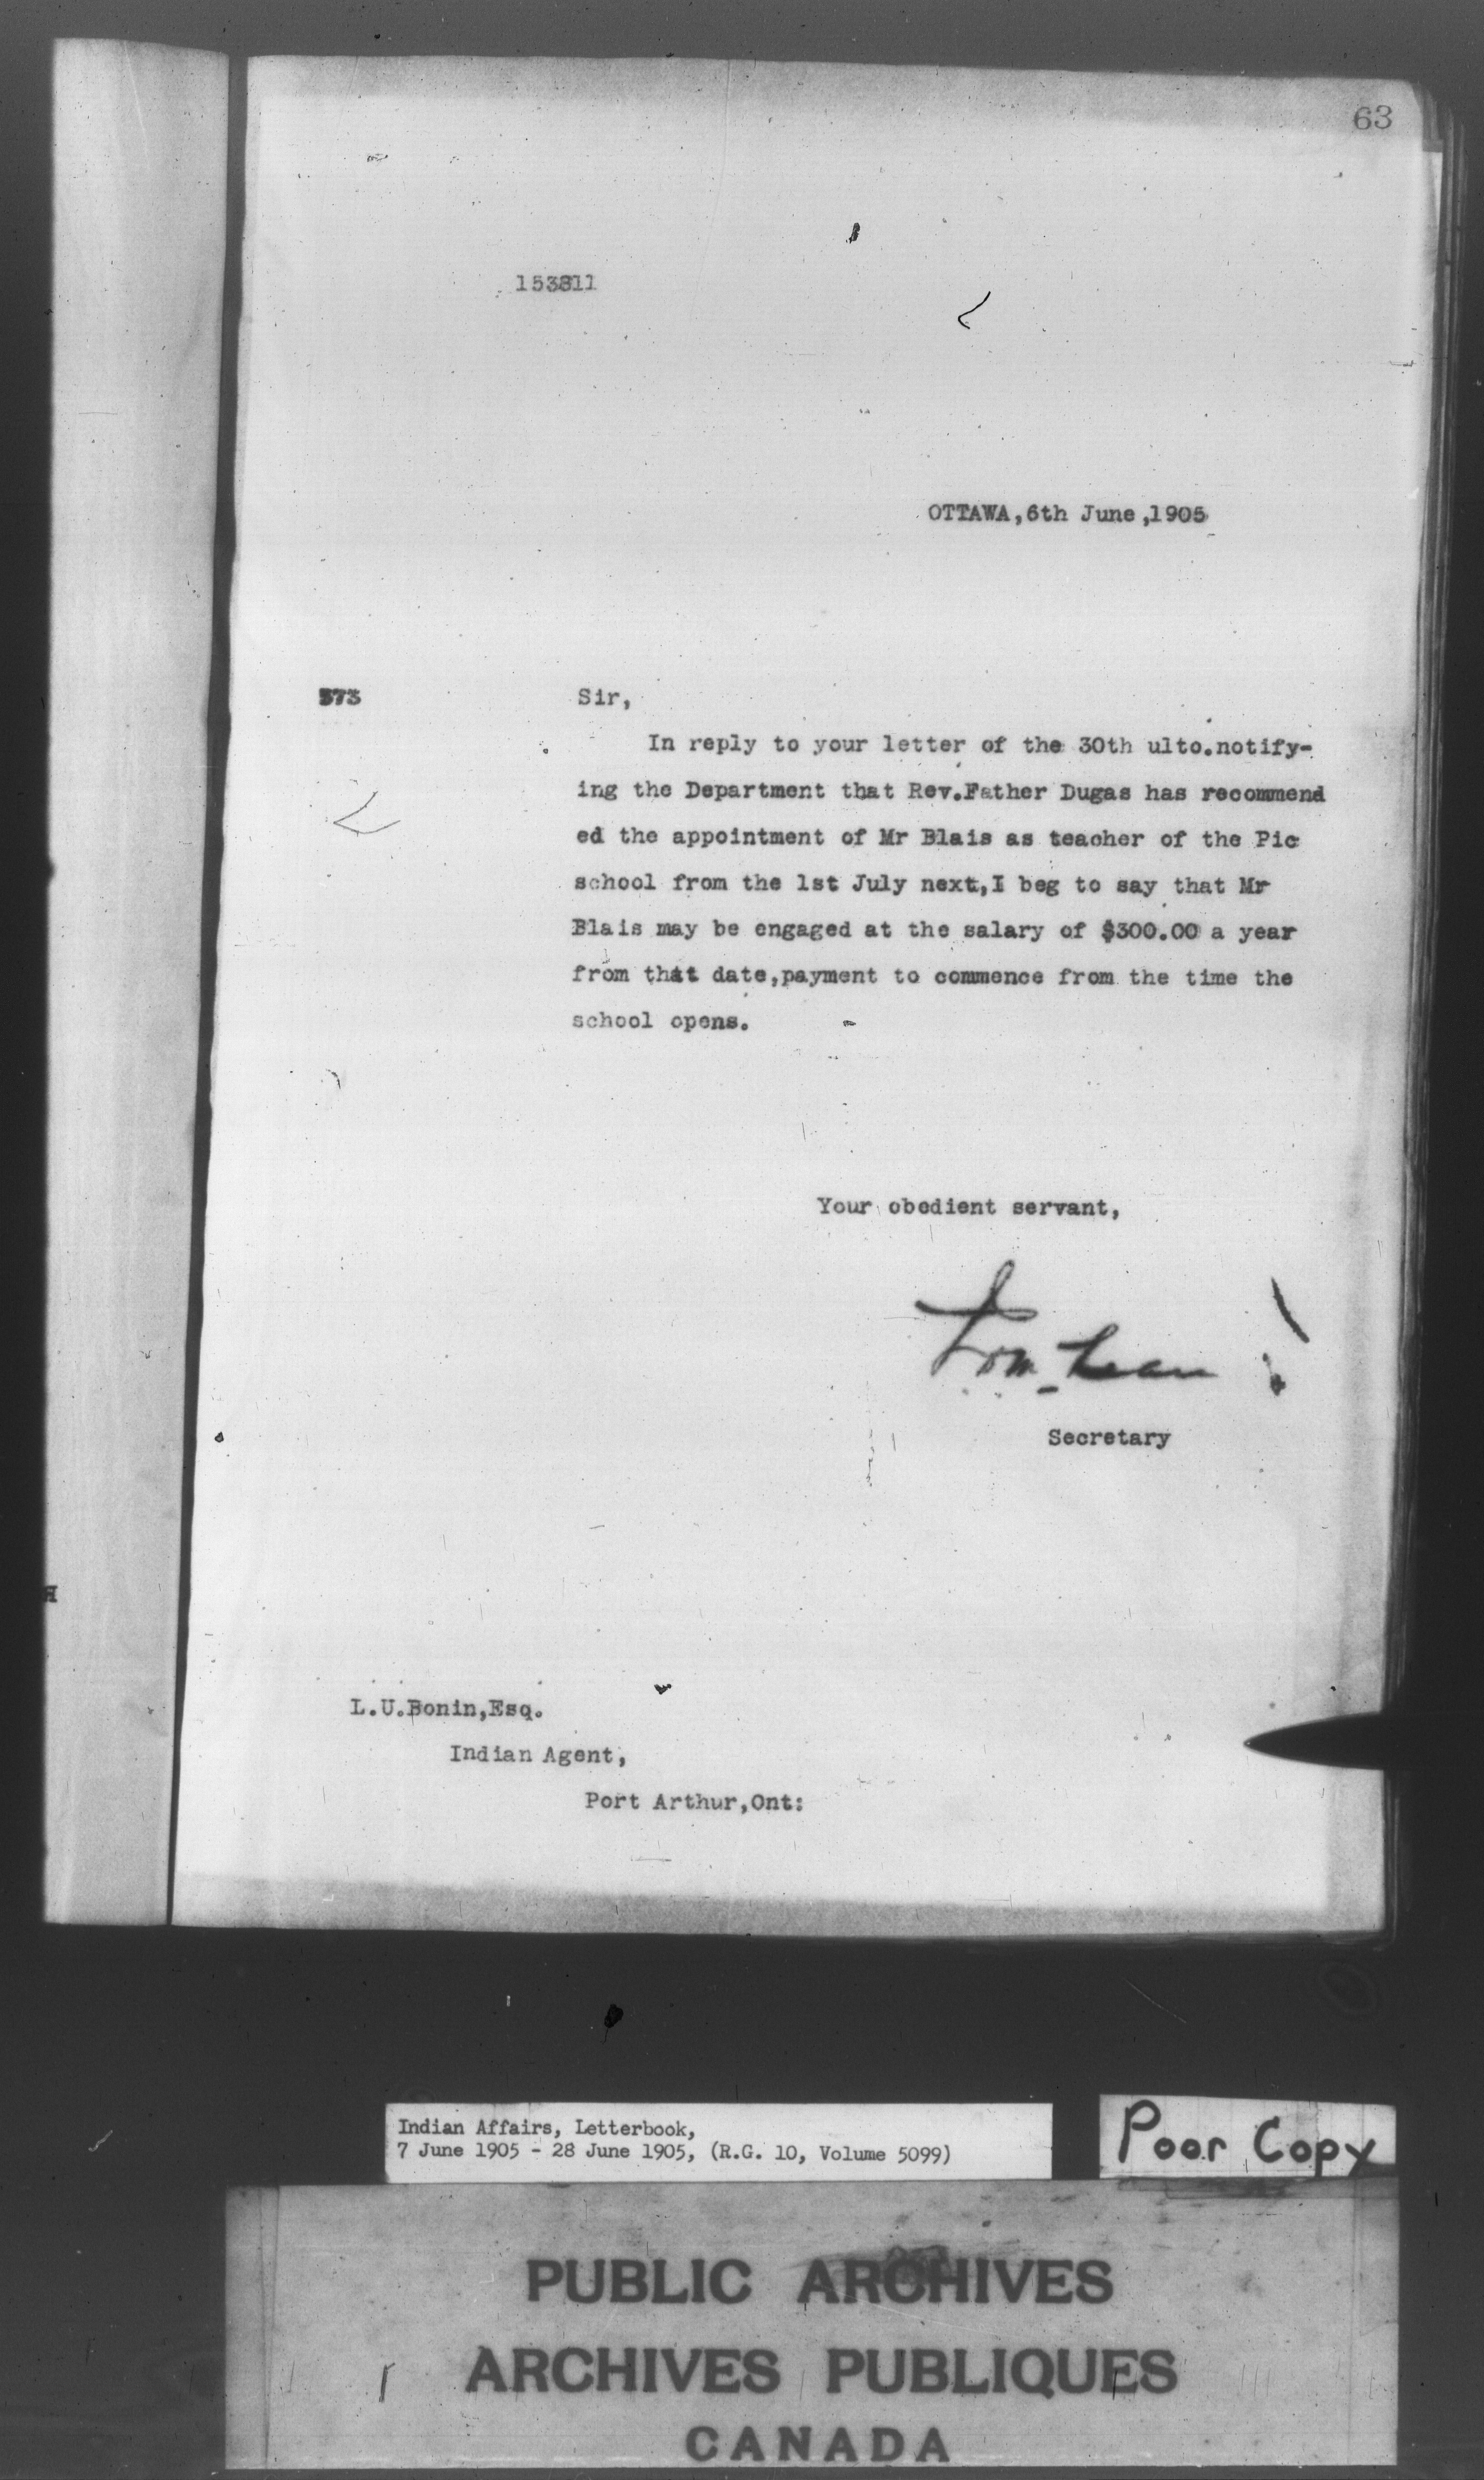 63
153811
OTTAWA,6th June,1905
573
Sir,
In reply to your letter of the 30th ulto.notify-
ing the Department that Rev.Father Dugas has recommend
ed the appointment of Mr Blais as teacher of the Pic
school from the 1st July next,I beg to say that Mr
Blais may be engaged at the salary of $300.00 a year
from that date,payment to commence from the time the
school opens.
Your obedient servant,
Secretary
L.U.Bonin,Esq.
Indian Agent,
Port Arthur,Ont:
H
Indian Affairs, Letterbook,
7 June 1905 - 28 June 1905, (R.G. 10, Volume 5099)
Poor Copy
PUBLIC ARCHIVES
ARCHIVES PUBLIQUES
CANADA